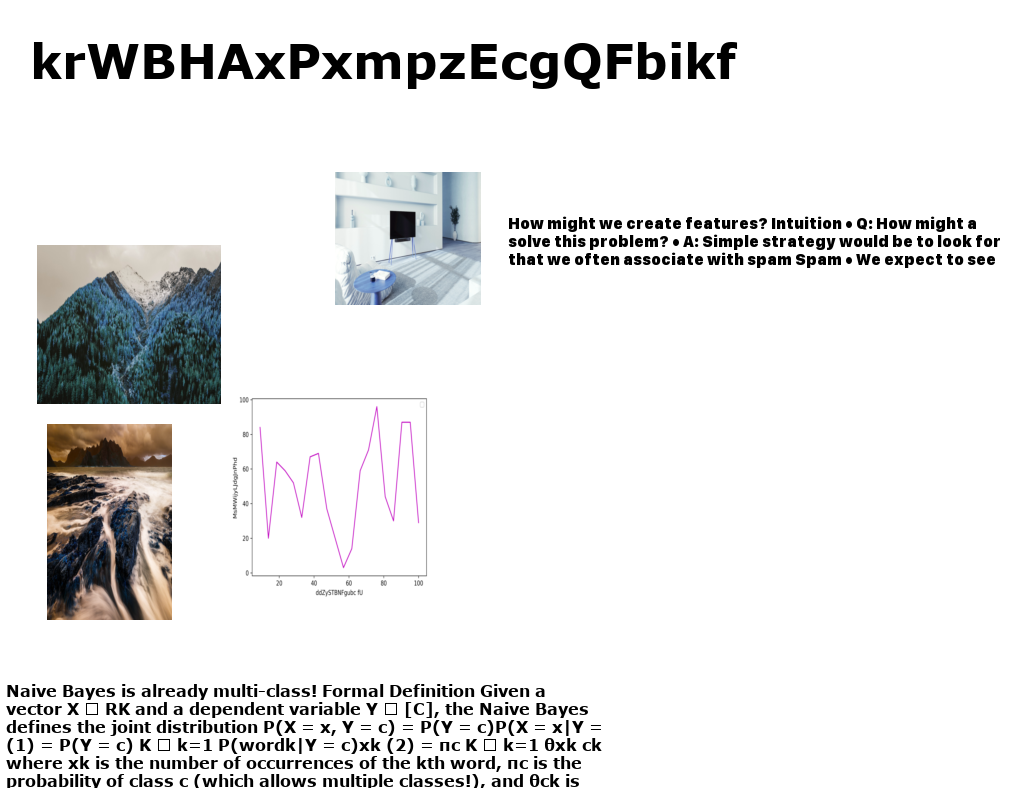 krWBHAxPxmpzEcgQFbikf
How might we create features? Intuition • Q: How might a
solve this problem? • A: Simple strategy would be to look for
that we often associate with spam Spam • We expect to see
100
80
60
40
20
0
20 40 60 80 100
ddZySTBNFgubc fU
Naive Bayes is already multi-class! Formal Definition Given a
vector X □ RK and a dependent variable Y □ [C], the Naive Bayes
defines the joint distribution P(X = x, Y = c) = P(Y = c)P(X = x|Y =
(1) = P(Y = c) K □ k=1 P(wordk|Y = c)xk (2) = πc K □ k=1 θxk ck
where xk is the number of occurrences of the kth word, πc is the
probability of class c (which allows multiple classes!), and θck is